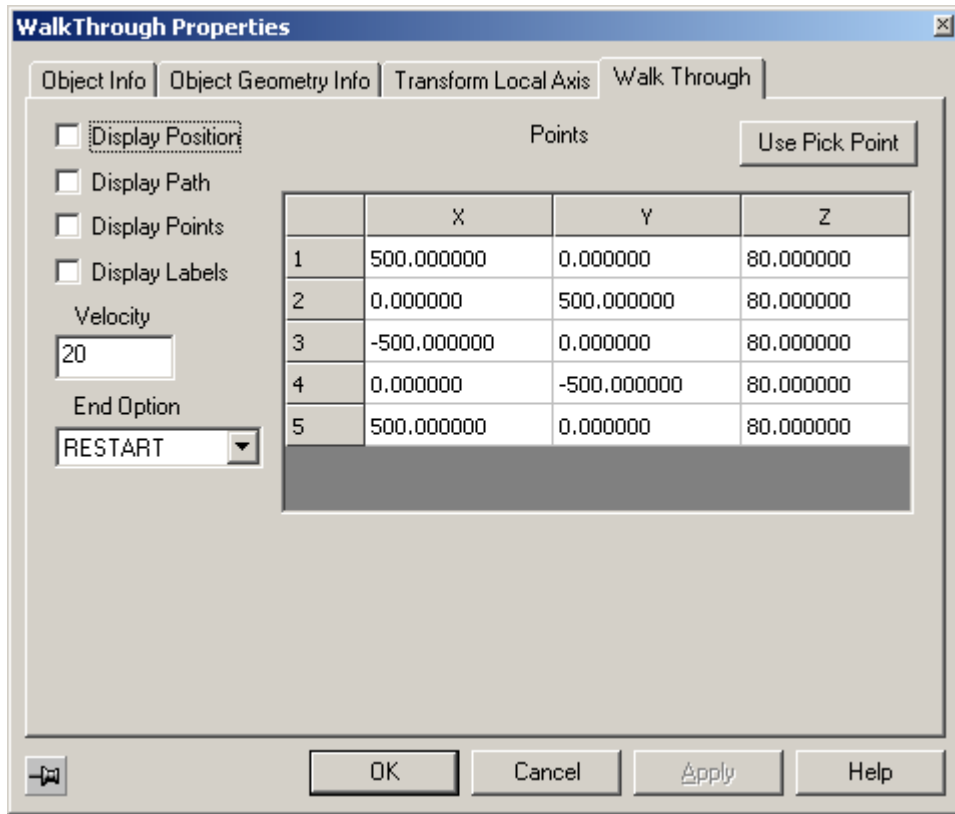 WalkThrough Properties
Object Info Object Geometry Info Transform Local Axis Walk Through
Display Position
Points
Use Pick Point
Display Path
Display Points
Display Labels
X Y Z
1 500.000000 0.000000 80.000000
2 0.000000 500.000000 80.000000
3 -500.000000 0.000000 80.000000
4 0.000000 -500.000000 80.000000
5 500.000000 0.000000 80.000000
Velocity
20
End Option
RESTART
OK Cancel Apply Help